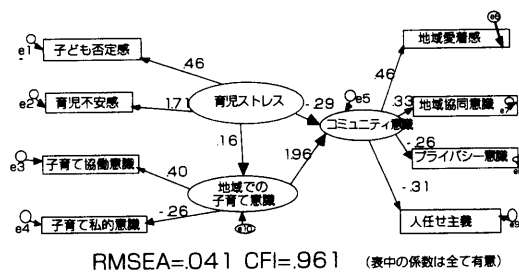 e1
子ども否定感
.46
e2
育児不安感
1.71
育児ストレス
-.29
.16
e3
子育て協働意識
.40
地域での
子育て意識
1.96
e4
子育て私的意識
-.26
e10
e5
コミュニティ意識
e6
地域愛着感
.46
.33
地域協同意識
e7
-.26
プライバシー意識
-.31
人任せ主義
e9
RMSEA=.041 CFI=.961 (表中の係数は全て有意)